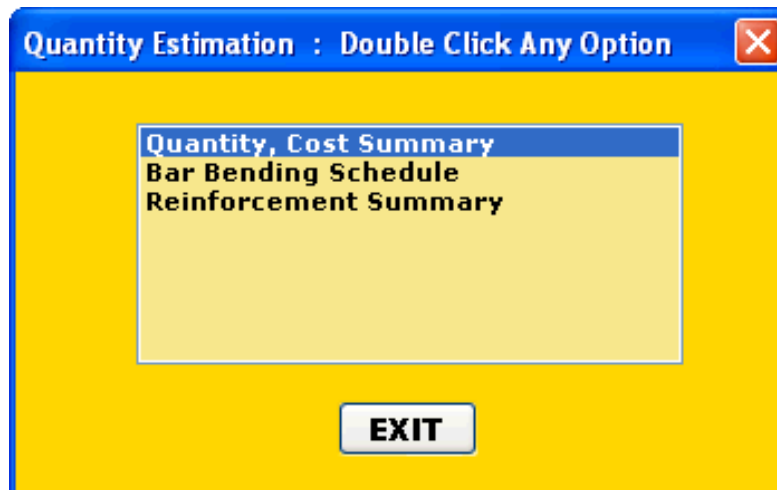 Quantity Estimation : Double Click Any Option
Quantity, Cost Summary
Bar Bending Schedule
Reinforcement Summary
EXIT